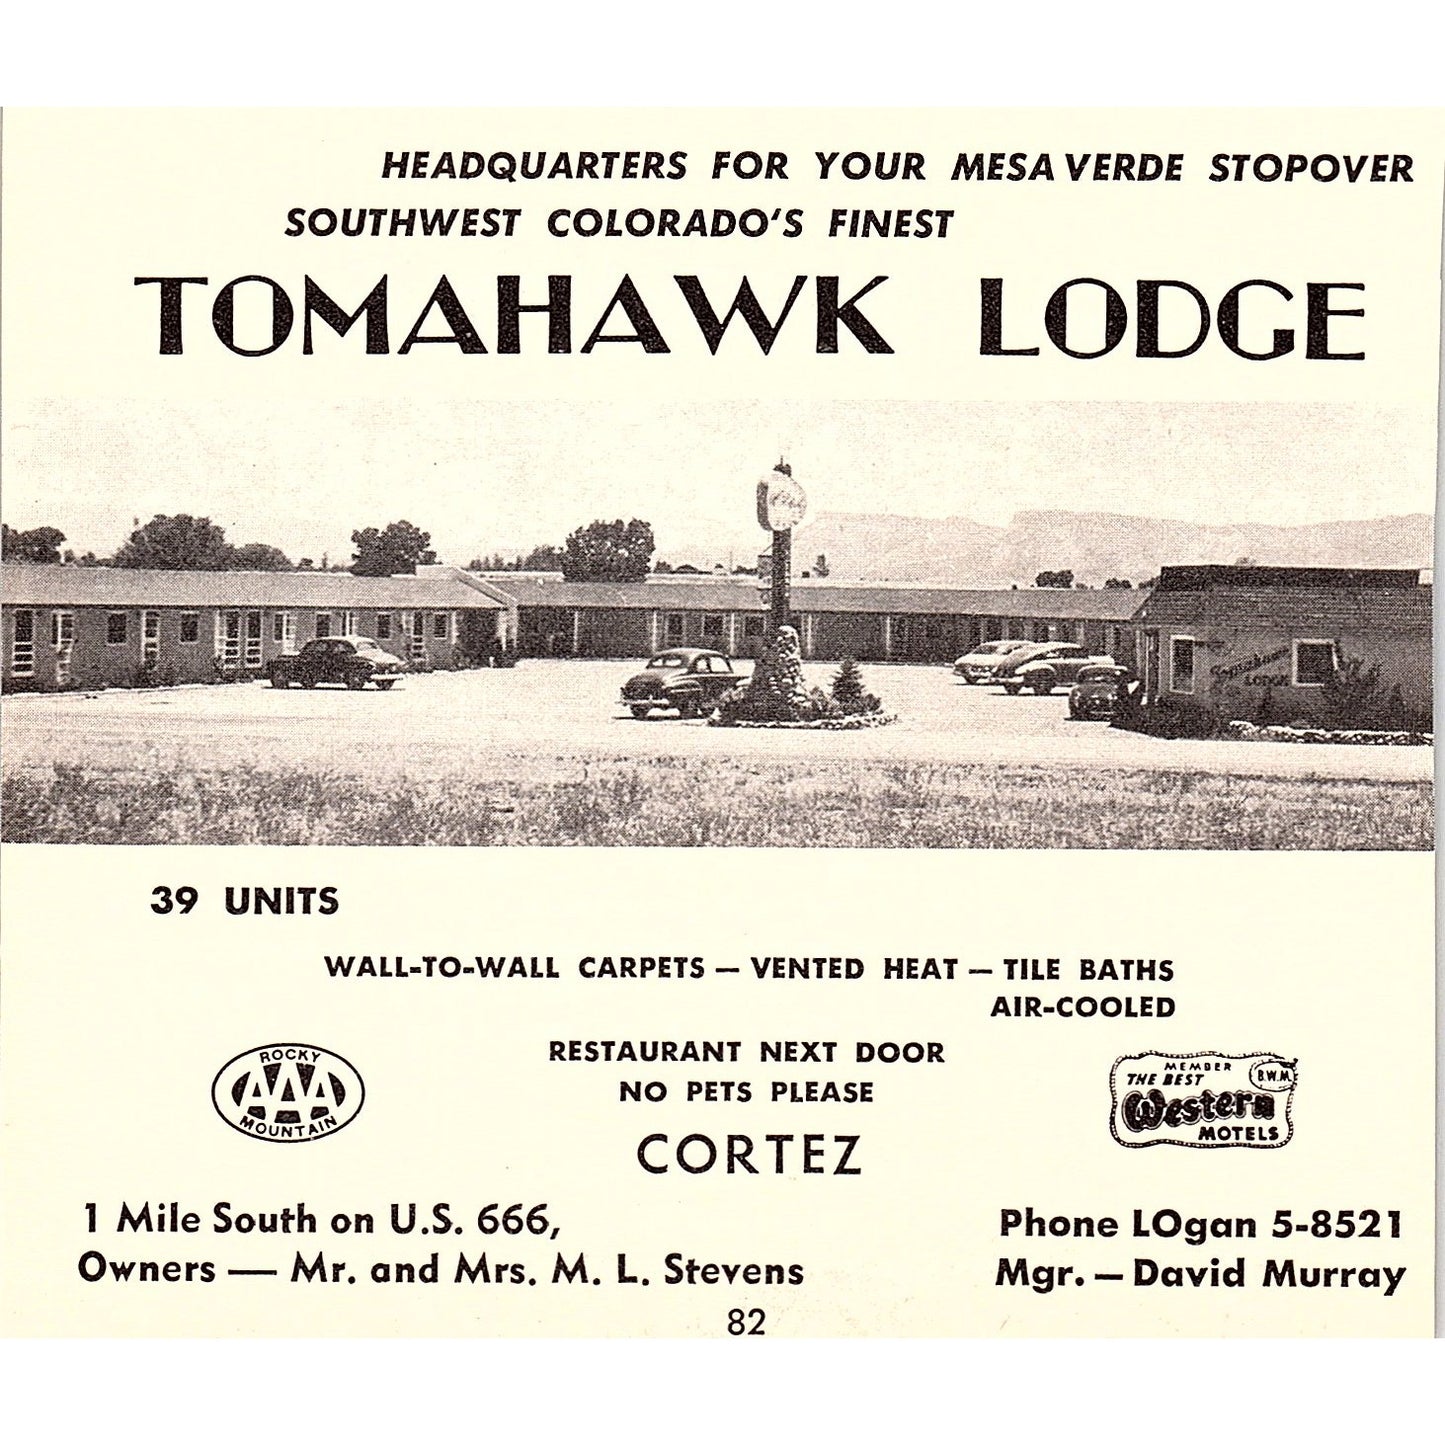 HEADQUARTERS FOR YOUR MESA VERDE STOPOVER
SOUTHWEST COLORADO'S FINEST
TOMAHAWK LODGE
Tomahawk
LODGE
39 UNITS
WALL-TO-WALL CARPETS — VENTED HEAT — TILE BATHS
AIR-COOLED
RESTAURANT NEXT DOOR
NO PETS PLEASE
ROCKY
AAA
MOUNTAIN
MEMBER
THE BEST
B.W.M.
Western
MOTELS
CORTEZ
1 Mile South on U.S. 666,
Owners — Mr. and Mrs. M. L. Stevens
Phone LOgan 5-8521
Mgr. — David Murray
82